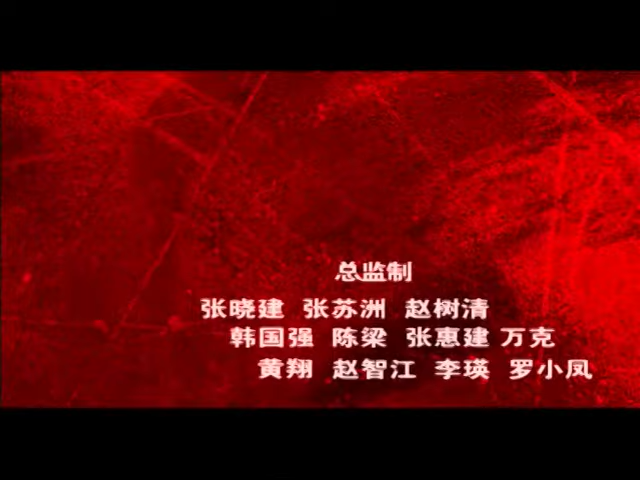 总监制
张晓建 张苏洲 赵树清
韩国强 陈梁 张惠建 万克
黄翔 赵智江 李瑛 罗小凤